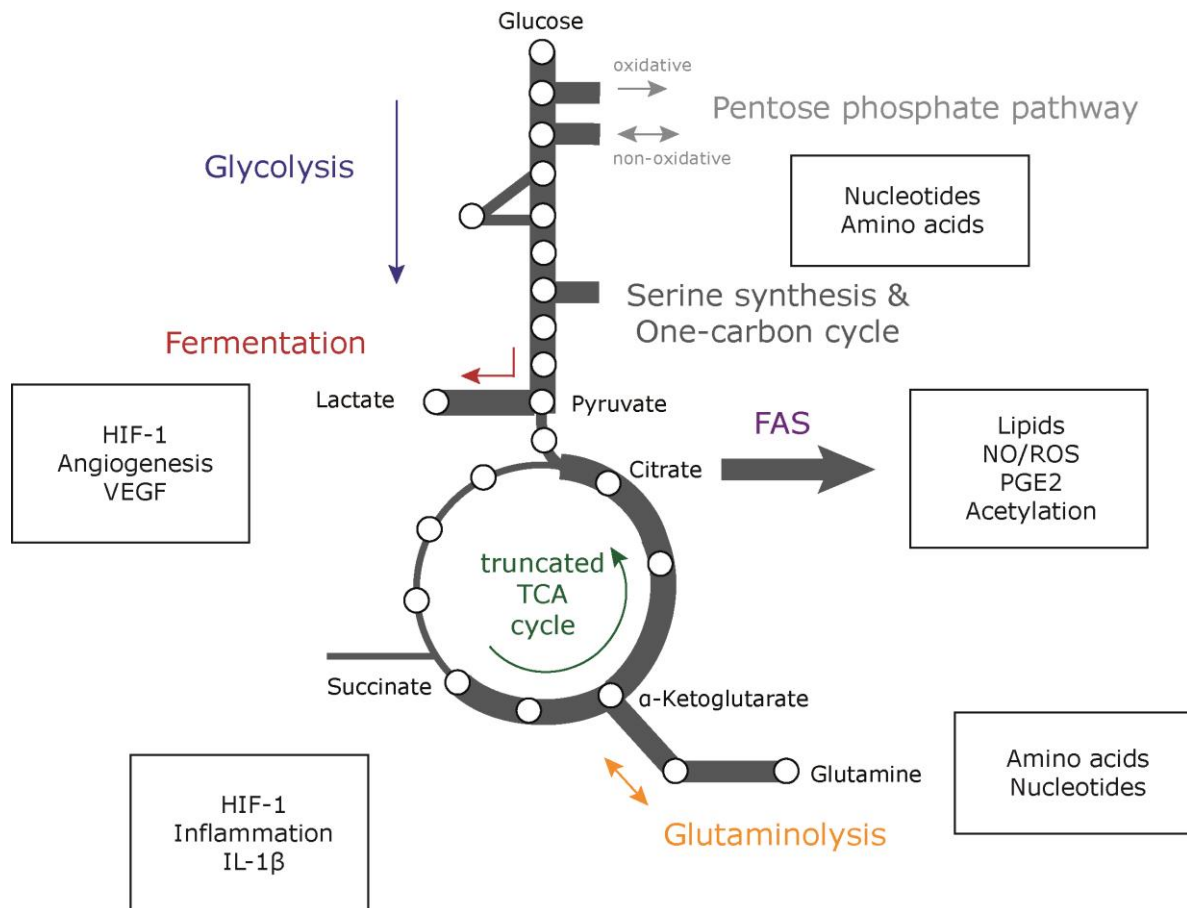 Glucose
oxidative
Pentose phosphate pathway
non-oxidative
Glycolysis
Nucleotides
Amino acids
Serine synthesis &
One-carbon cycle
Fermentation
Lactate
Pyruvate
HIF-1
Angiogenesis
VEGF
FAS
Citrate
Lipids
NO/ROS
PGE2
Acetylation
truncated
TCA
cycle
Succinate
α-Ketoglutarate
Glutamine
Amino acids
Nucleotides
Glutaminolysis
HIF-1
Inflammation
IL-1β